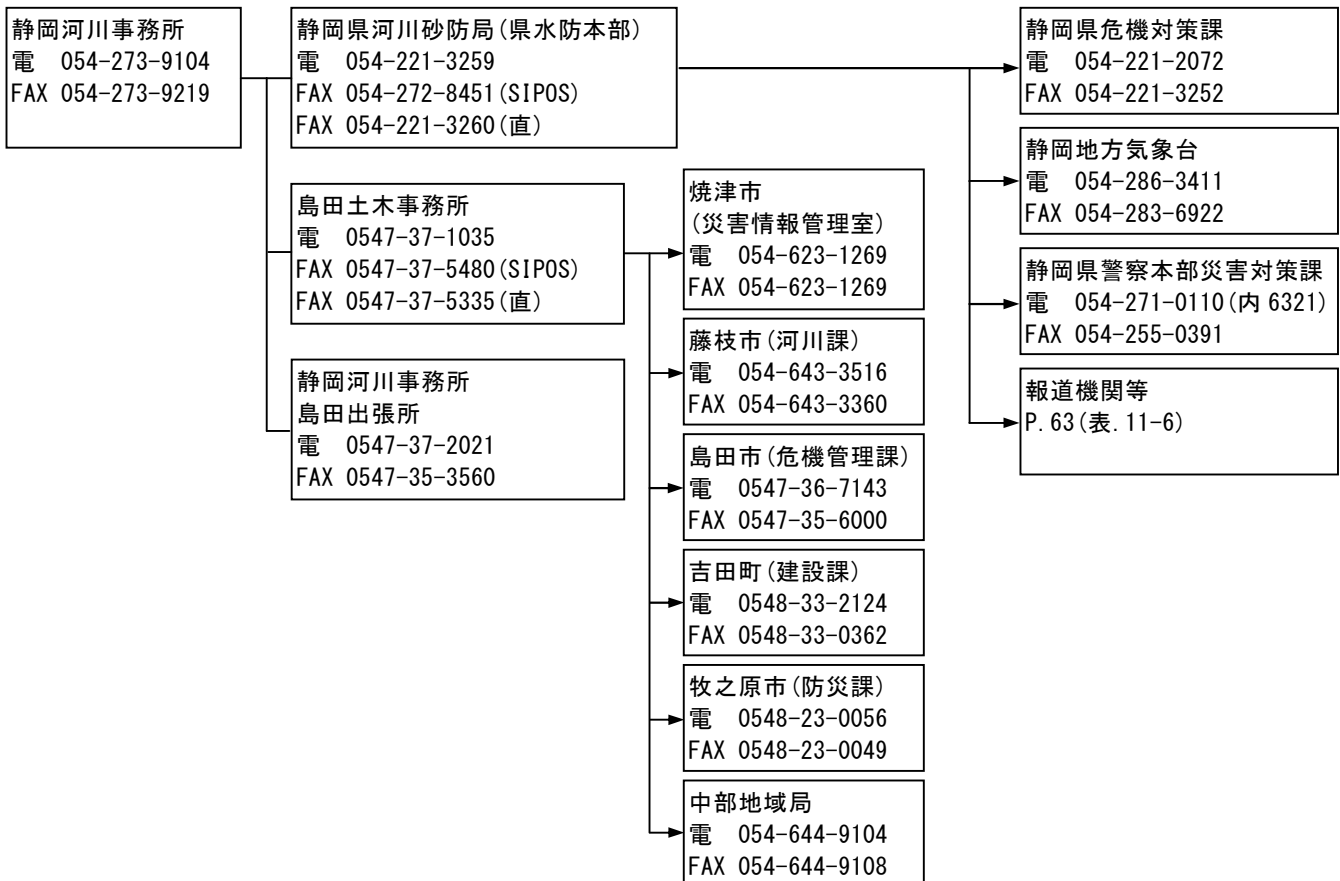 静岡河川事務所
電 054-273-9104
FAX 054-273-9219
静岡県河川砂防局(県水防本部)
電 054-221-3259
FAX 054-272-8451(SIPOS)
FAX 054-221-3260(直)
島田土木事務所
電 0547-37-1035
FAX 0547-37-5480(SIPOS)
FAX 0547-37-5335(直)
静岡河川事務所
島田出張所
電 0547-37-2021
FAX 0547-35-3560
焼津市
(災害情報管理室)
電 054-623-1269
FAX 054-623-1269
藤枝市(河川課)
電 054-643-3516
FAX 054-643-3360
島田市(危機管理課)
電 0547-36-7143
FAX 0547-35-6000
吉田町(建設課)
電 0548-33-2124
FAX 0548-33-0362
牧之原市(防災課)
電 0548-23-0056
FAX 0548-23-0049
中部地域局
電 054-644-9104
FAX 054-644-9108
静岡県危機対策課
電 054-221-2072
FAX 054-221-3252
静岡地方気象台
電 054-286-3411
FAX 054-283-6922
静岡県警察本部災害対策課
電 054-271-0110(内 6321)
FAX 054-255-0391
報道機関等
P.63(表.11-6)